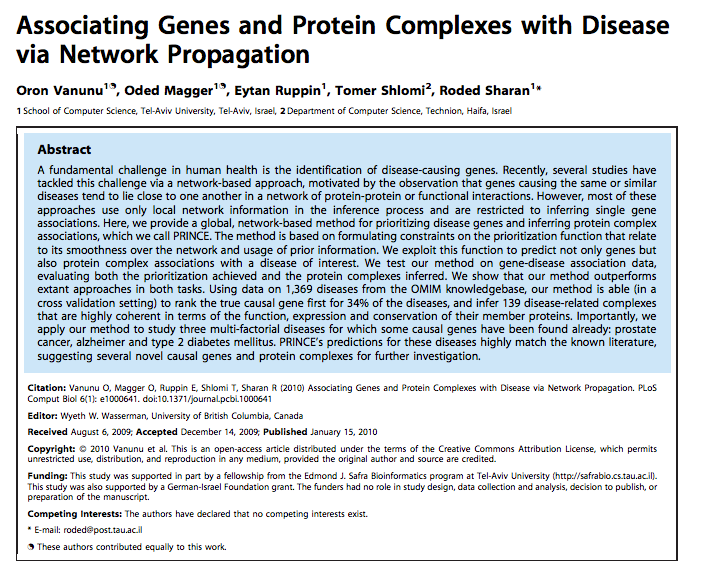 Associating Genes and Protein Complexes with Disease
via Network Propagation
Oron Vanunu1◑, Oded Magger1◑, Eytan Ruppin1, Tomer Shlomi2, Roded Sharan1*
1 School of Computer Science, Tel-Aviv University, Tel-Aviv, Israel, 2 Department of Computer Science, Technion, Haifa, Israel
Abstract
A fundamental challenge in human health is the identification of disease-causing genes. Recently, several studies have
tackled this challenge via a network-based approach, motivated by the observation that genes causing the same or similar
diseases tend to lie close to one another in a network of protein-protein or functional interactions. However, most of these
approaches use only local network information in the inference process and are restricted to inferring single gene
associations. Here, we provide a global, network-based method for prioritizing disease genes and inferring protein complex
associations, which we call PRINCE. The method is based on formulating constraints on the prioritization function that relate
to its smoothness over the network and usage of prior information. We exploit this function to predict not only genes but
also protein complex associations with a disease of interest. We test our method on gene-disease association data,
evaluating both the prioritization achieved and the protein complexes inferred. We show that our method outperforms
extant approaches in both tasks. Using data on 1,369 diseases from the OMIM knowledgebase, our method is able (in a
cross validation setting) to rank the true causal gene first for 34% of the diseases, and infer 139 disease-related complexes
that are highly coherent in terms of the function, expression and conservation of their member proteins. Importantly, we
apply our method to study three multi-factorial diseases for which some causal genes have been found already: prostate
cancer, alzheimer and type 2 diabetes mellitus. PRINCE's predictions for these diseases highly match the known literature,
suggesting several novel causal genes and protein complexes for further investigation.
Citation: Vanunu O, Magger O, Ruppin E, Shlomi T, Sharan R (2010) Associating Genes and Protein Complexes with Disease via Network Propagation. PLoS
Comput Biol 6(1): e1000641. doi:10.1371/journal.pcbi.1000641
Editor: Wyeth W. Wasserman, University of British Columbia, Canada
Received August 6, 2009; Accepted December 14, 2009; Published January 15, 2010
Copyright: © 2010 Vanunu et al. This is an open-access article distributed under the terms of the Creative Commons Attribution License, which permits
unrestricted use, distribution, and reproduction in any medium, provided the original author and source are credited.
Funding: This study was supported in part by a fellowship from the Edmond J. Safra Bioinformatics program at Tel-Aviv University (http://safrabio.cs.tau.ac.il).
This study was also supported by a German-Israel Foundation grant. The funders had no role in study design, data collection and analysis, decision to publish, or
preparation of the manuscript.
Competing Interests: The authors have declared that no competing interests exist.
* E-mail: roded@post.tau.ac.il
◑ These authors contributed equally to this work.